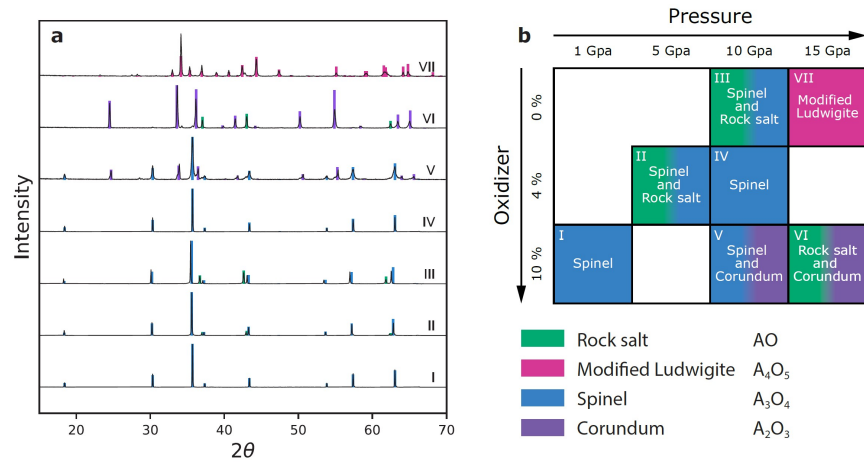 a
Intensity
VII
VI
V
IV
III
II
I
20 30 40 50 60 70
2θ
b
Pressure
1 Gpa 5 Gpa 10 Gpa 15 Gpa
Oxidizer
0 %
4 %
10 %
III
Spinel
and
Rock salt
VII
Modified
Ludwigite
II
Spinel
and
Rock salt
IV
Spinel
I
Spinel
V
Spinel
and
Corundum
VI
Rock salt
and
Corundum
Rock salt AO
Modified Ludwigite A₄O₅
Spinel A₃O₄
Corundum A₂O₃